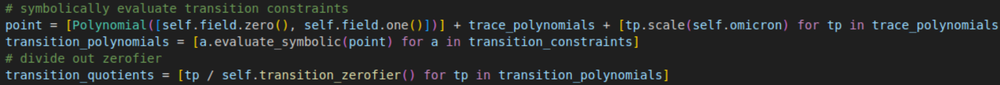 # symbolically evaluate transition constraints
point = [Polynomial([self.field.zero(), self.field.one()])] + trace_polynomials + [tp.scale(self.omicron) for tp in trace_polynomials
transition_polynomials = [a.evaluate_symbolic(point) for a in transition_constraints]
# divide out zerofier
transition_quotients = [tp / self.transition_zerofier() for tp in transition_polynomials]